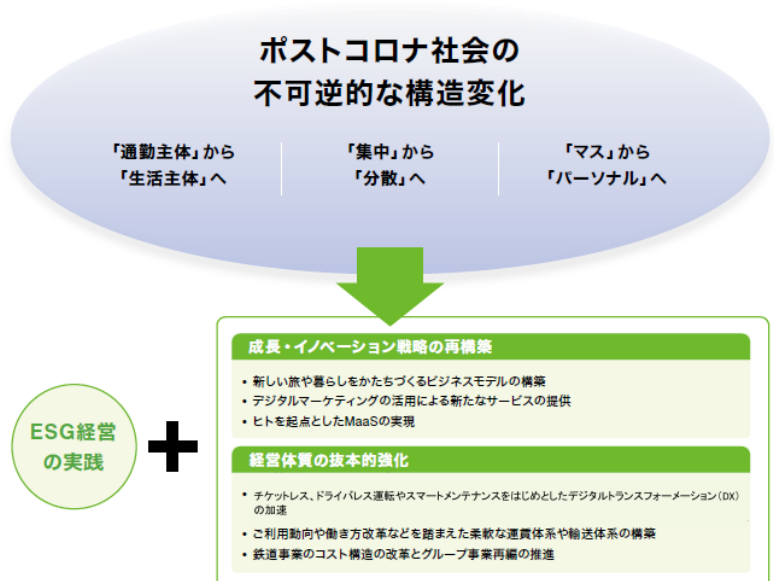 ポストコロナ社会の
不可逆的な構造変化
「通勤主体」から
「生活主体」へ
「集中」から
「分散」へ
「マス」から
「パーソナル」へ
成長・イノベーション戦略の再構築
• 新しい旅や暮らしをかたちづくるビジネスモデルの構築
• デジタルマーケティングの活用による新たなサービスの提供
• ヒトを起点としたMaaSの実現
ESG経営
の実践
経営体質の抜本的強化
• チケットレス、ドライバレス運転やスマートメンテナンスをはじめとしたデジタルトランスフォーメーション（DX）
の加速
• ご利用動向や働き方改革などを踏まえた柔軟な運賃体系や輸送体系の構築
• 鉄道事業のコスト構造の改革とグループ事業再編の推進